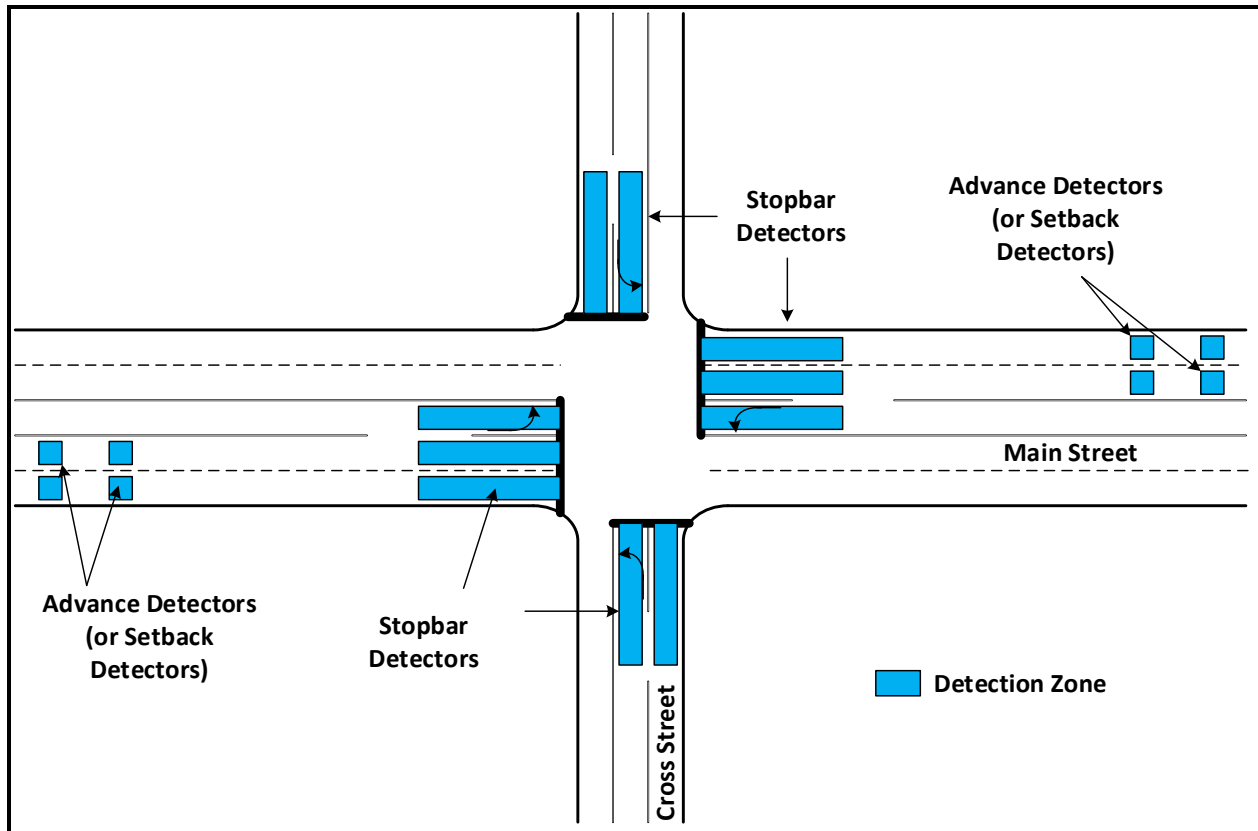 Stopbar
Detectors
Advance Detectors
(or Setback
Detectors)
Main Street
Advance Detectors
(or Setback
Detectors)
Stopbar
Detectors
Cross Street
Detection Zone